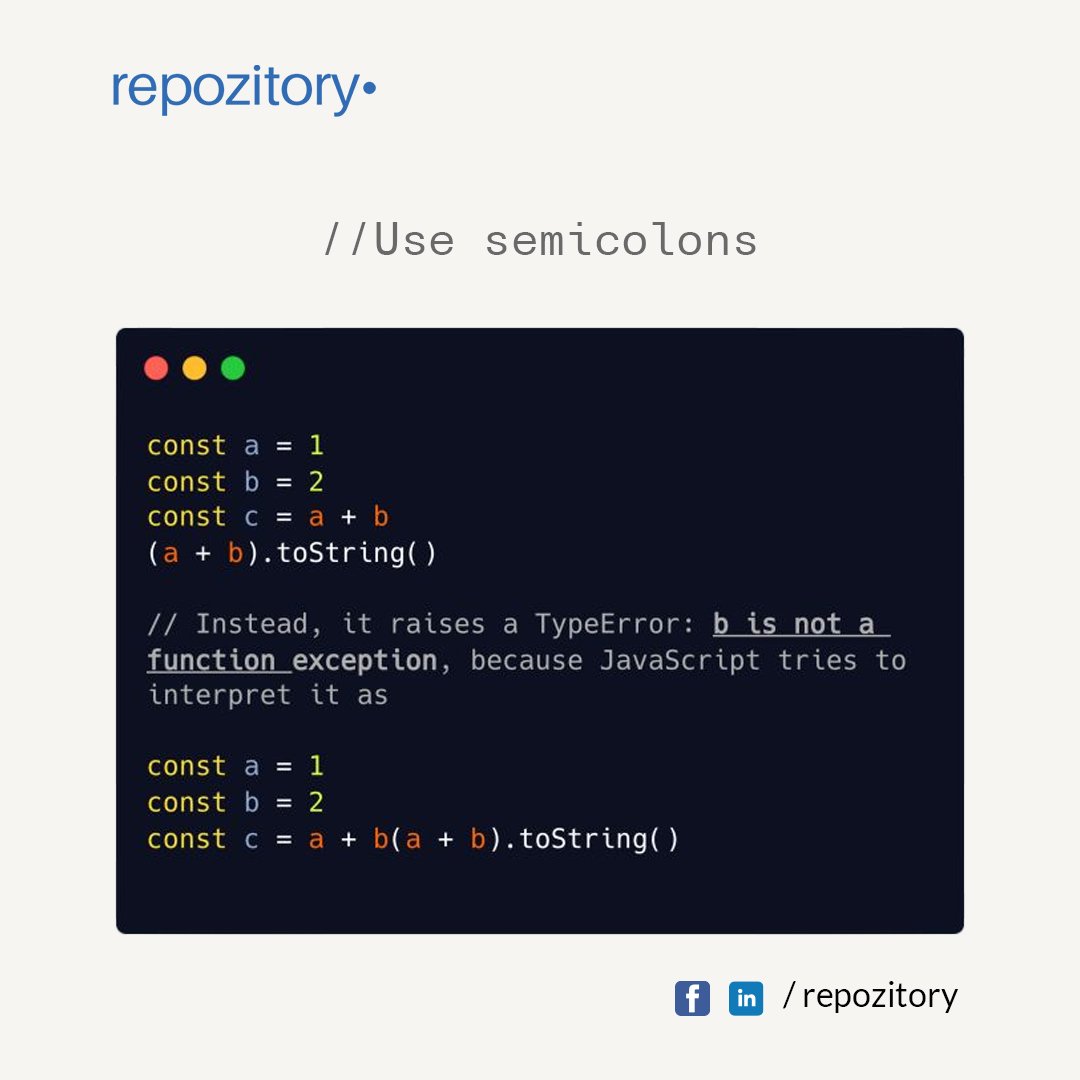 repozitory•
//Use semicolons
const a = 1
const b = 2
const c = a + b
(a + b).toString()
// Instead, it raises a TypeError: b is not a
function exception, because JavaScript tries to
interpret it as
const a = 1
const b = 2
const c = a + b(a + b).toString()
f in / repozitory